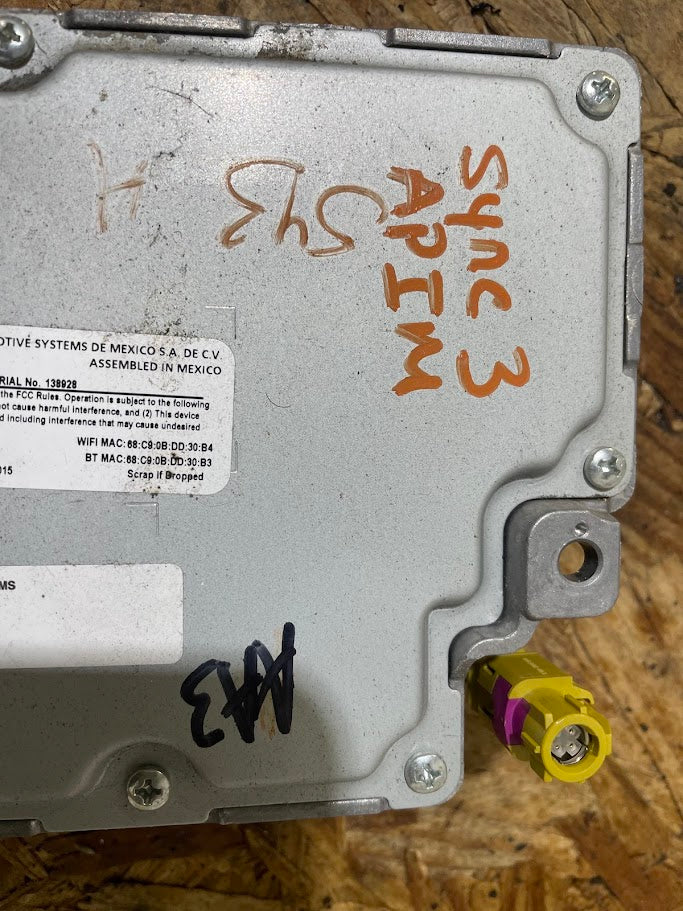 Sync 3
APIM
H
OTIVE SYSTEMS DE MEXICO S.A. DE C.V.
ASSEMBLED IN MEXICO
RIAL No. 138928
the FCC Rules. Operation is subject to the following
not cause harmful interference, and (2) This device
d including interference that may cause undesired
WIFI MAC:68:C9:0B:DD:30:B4
BT MAC:68:C9:0B:DD:30:B3
015
Scrap if Dropped
MS